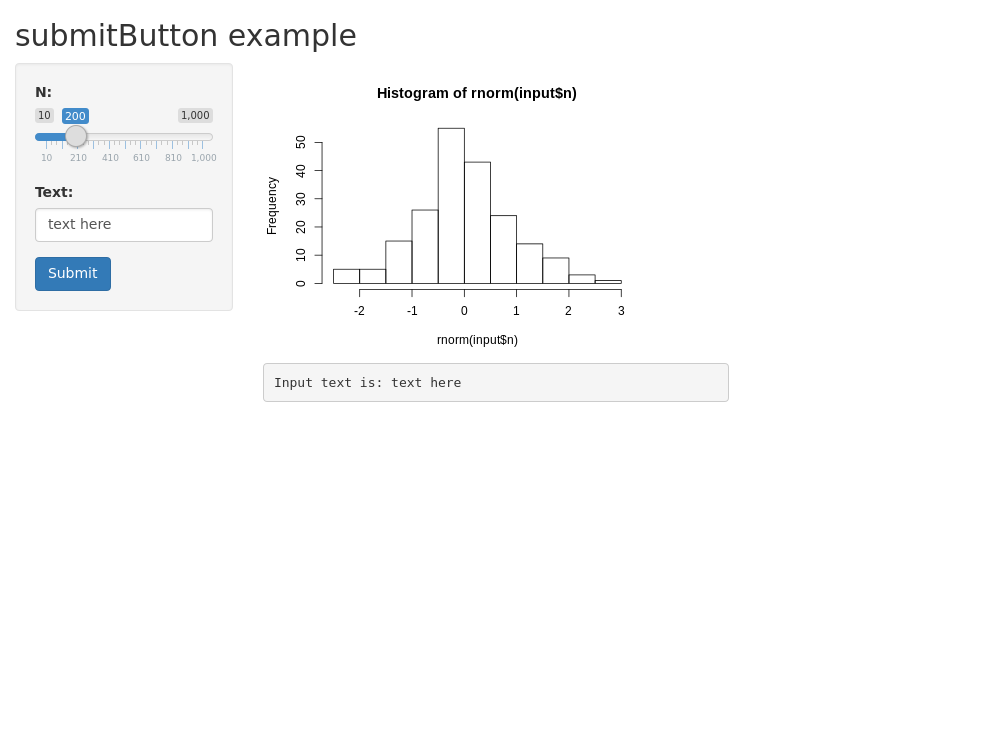 submitButton example
N:
10 200 1,000
10 210 410 610 810 1,000
Text:
text here
Submit
Histogram of rnorm(input$n)
Frequency
50
40
30
20
10
0
-2 -1 0 1 2 3
rnorm(input$n)
Input text is: text here